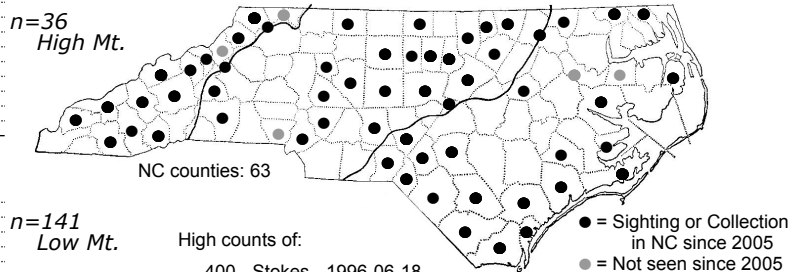 n=36
High Mt.
NC counties: 63
n=141
Low Mt.
High counts of:
● = Sighting or Collection
in NC since 2005
● = Not seen since 2005
400 - Stokes - 1996-06-18